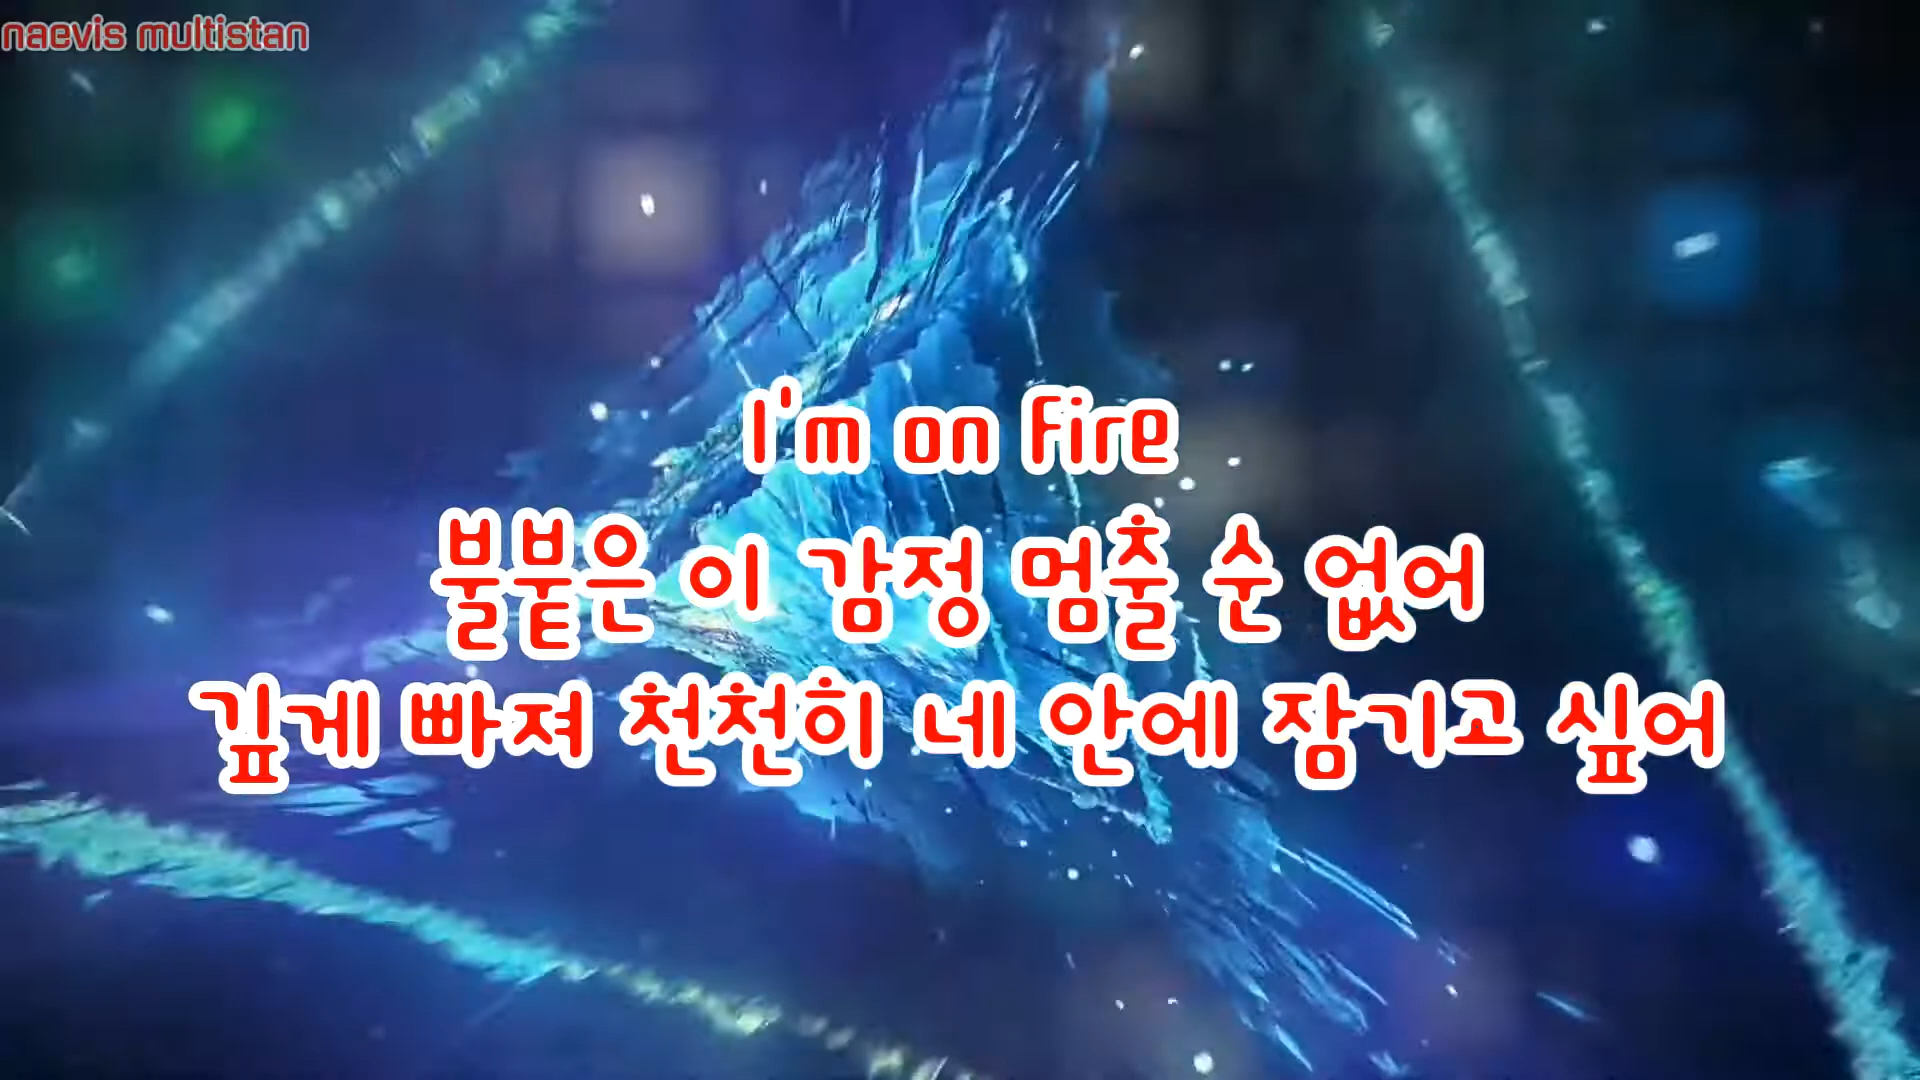 naevis multistan
I'm on fire
불붙은 이 감정 멈출 순 없어
깊게 빠져 천천히 네 안에 잠기고 싶어